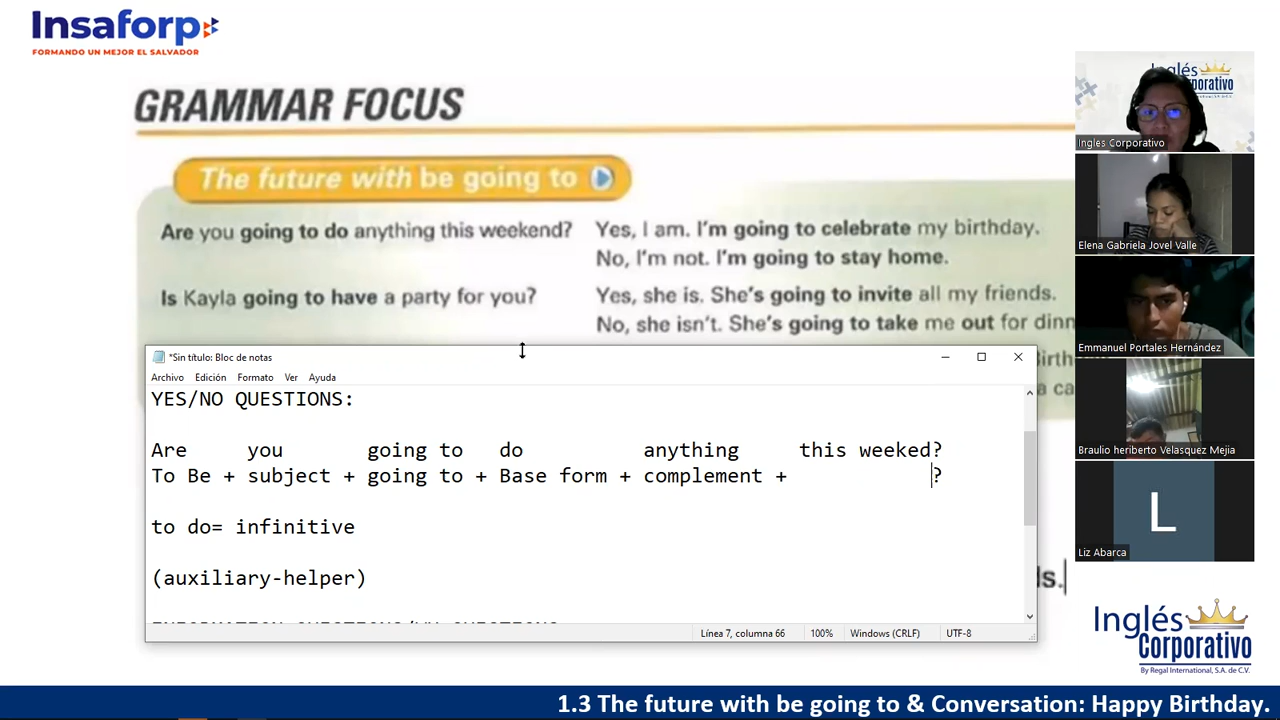 Insaforp
FORMANDO UN MEJOR EL SALVADOR
GRAMMAR FOCUS
The future with be going to
Are you going to do anything this weekend? Yes, I am. I'm going to celebrate my birthday.
No, I'm not. I'm going to stay home.
Is Kayla going to have a party for you? Yes, she is. She's going to invite all my friends.
No, she isn't. She's going to take me out for dinn
*Sin título: Bloc de notas
Archivo Edición Formato Ver Ayuda
YES/NO QUESTIONS:
Are you going to do anything this weeked?
To Be + subject + going to + Base form + complement + ?
to do= infinitive
(auxiliary-helper)
Línea 7, columna 66 100% Windows (CRLF) UTF-8
ds.
Inglés Corporativo
Elena Gabriela Jovel Valle
Emmanuel Portales Hernández
Braulio heriberto Velasquez Mejia
L
Liz Abarca
Inglés
Corporativo
By Regal International, S.A. de C.V.
1.3 The future with be going to & Conversation: Happy Birthday.